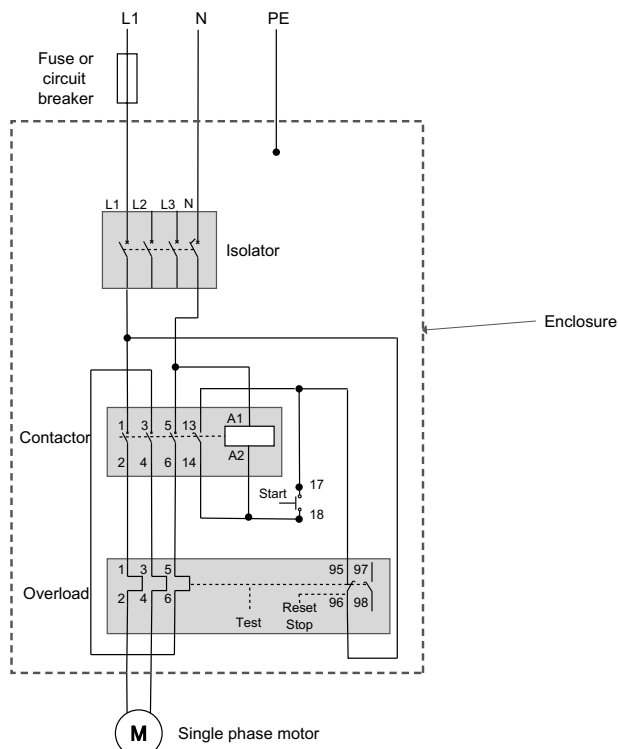 L1 N PE
Fuse or
circuit
breaker
L1 L2 L3 N
Isolator
Enclosure
1 3 5 13 A1
Contactor
2 4 6 14 A2
17
Start
18
1 3 5 95 97
Overload
2 4 6 96 98
Reset
Test Stop
M Single phase motor